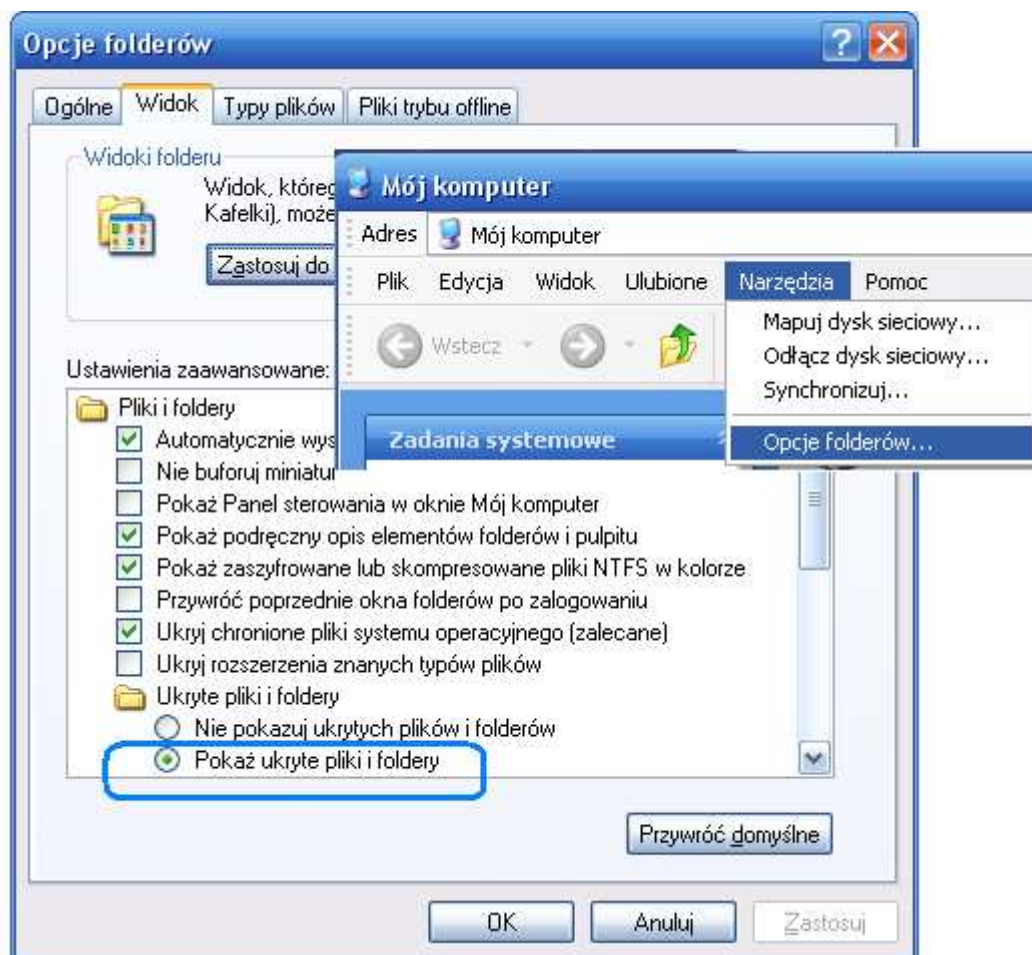 Opcje folderów
Ogólne
Widok
Typy plików
Pliki trybu offline
Widoki folderu
Widok,
Kafelki),
Zastosuj do
Ustawienia zaawansowane:
Pliki i foldery
Automatycznie
Nie buforuj miniatur
Pokaż Panel sterowania w oknie Mój komputer
Pokaż podręczny opis elementów folderów i pulpitu
Pokaż zaszyfrowane lub skompresowane pliki NTFS w kolorze
Przywróć poprzednie okna folderów po zalogowaniu
Ukryj chronione pliki systemu operacyjnego (zalecane)
Ukryj rozszerzenia znanych typów plików
Ukryte pliki i foldery
Nie pokazuj ukrytych plików i folderów
Pokaż ukryte pliki i foldery
Przywróć domyślne
OK
Anuluj
Zastosuj
Mój komputer
Adres
Mój komputer
Plik
Edycja
Widok
Ulubione
Narzędzia
Pomoc
Wstecz
Zadania systemowe
Mapuj dysk sieciowy...
Odłącz dysk sieciowy...
Synchronizuj...
Opcje folderów...